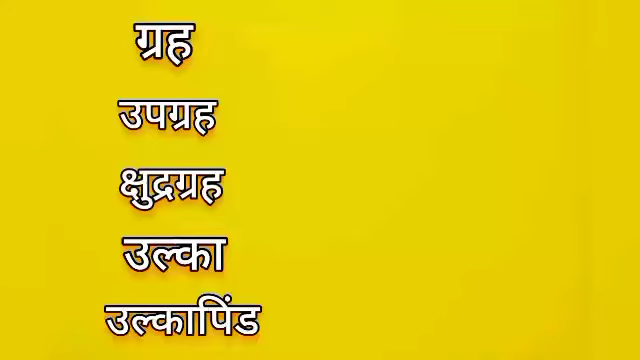 ग्रह
उपग्रह
क्षुद्रग्रह
उल्का
उल्कापिंड